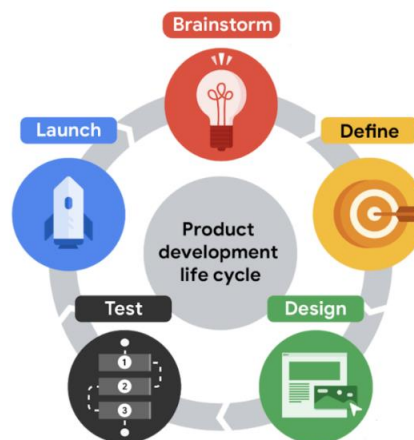 Brainstorm
Define
Design
Test
1
2
3
Launch
Product
development
life cycle